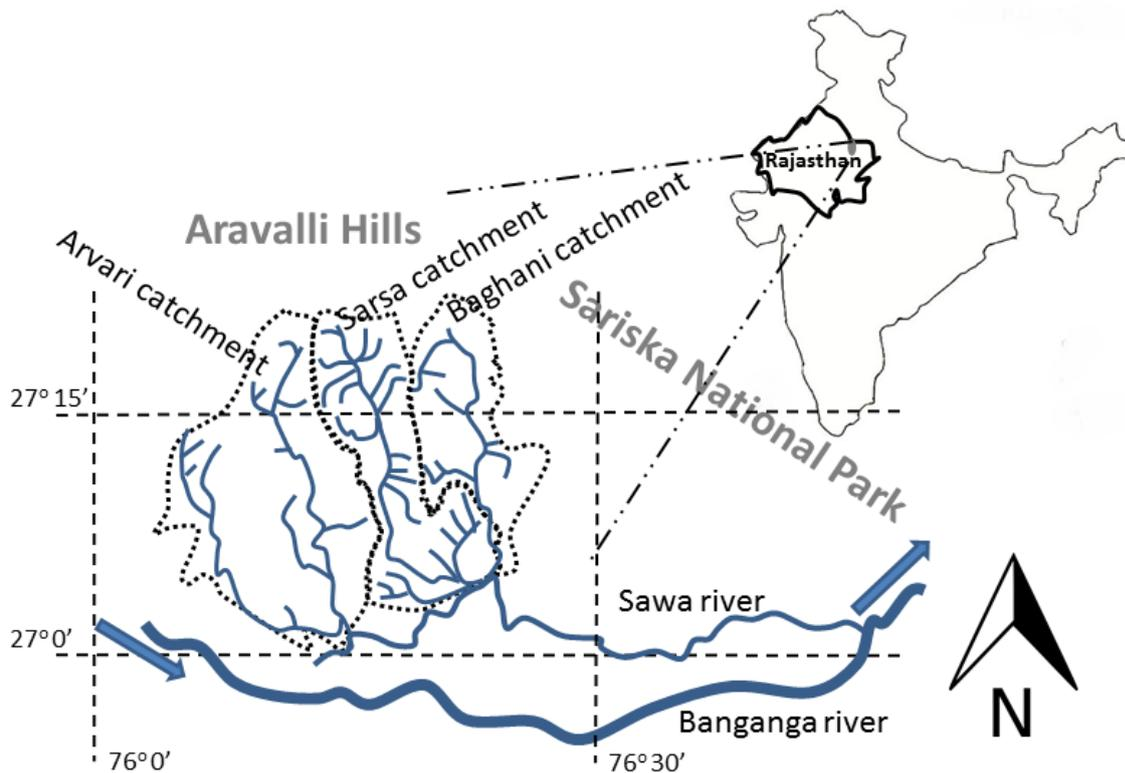 Rajasthan
Aravalli Hills
Arvari catchment
Sarsa catchment
Baghani catchment
Sariska National Park
27° 15’
Sawa river
27° 0’
Banganga river
N
76° 0’
76° 30’